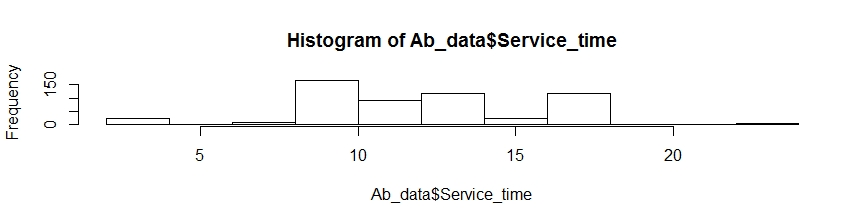 Histogram of Ab_data$Service_time
Frequency
150
0
5 10 15 20
Ab_data$Service_time